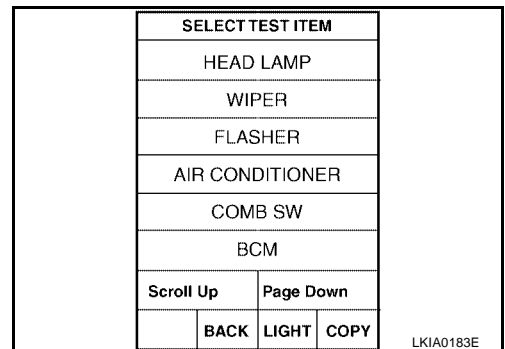 SELECT TEST ITEM
HEAD LAMP
WIPER
FLASHER
AIR CONDITIONER
COMB SW
BCM
Scroll Up Page Down
BACK LIGHT COPY
LKIA0183E